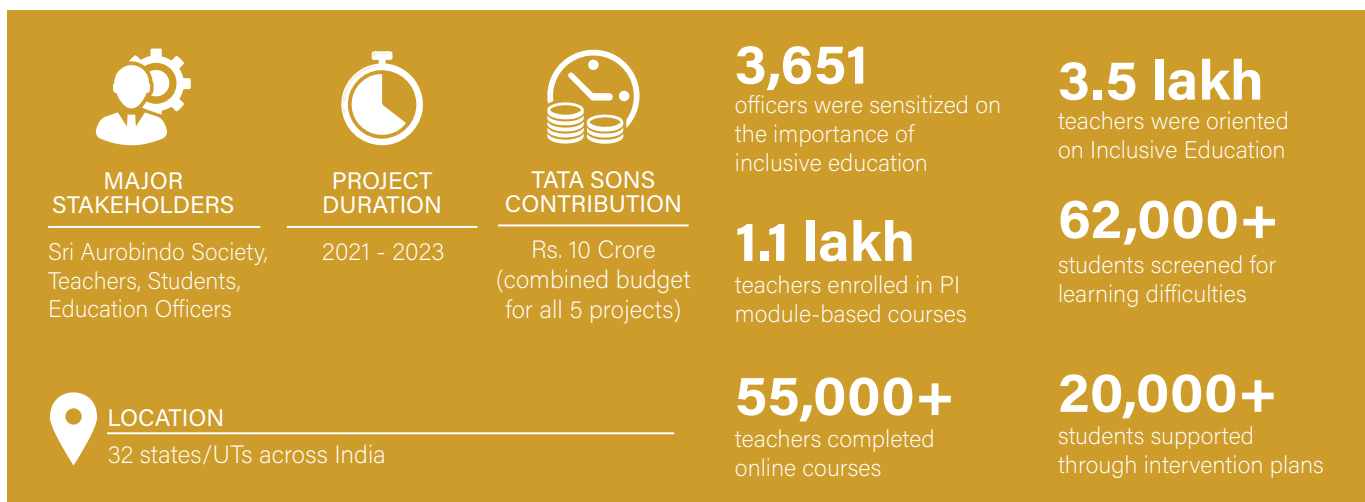 MAJOR
STAKEHOLDERS
Sri Aurobindo Society,
Teachers, Students,
Education Officers
PROJECT
DURATION
2021 - 2023
TATA SONS
CONTRIBUTION
Rs. 10 Crore
(combined budget
for all 5 projects)
LOCATION
32 states/UTs across India
3,651
officers were sensitized on
the importance of
inclusive education
1.1 lakh
teachers enrolled in PI
module-based courses
55,000+
teachers completed
online courses
3.5 lakh
teachers were oriented
on Inclusive Education
62,000+
students screened for
learning difficulties
20,000+
students supported
through intervention plans